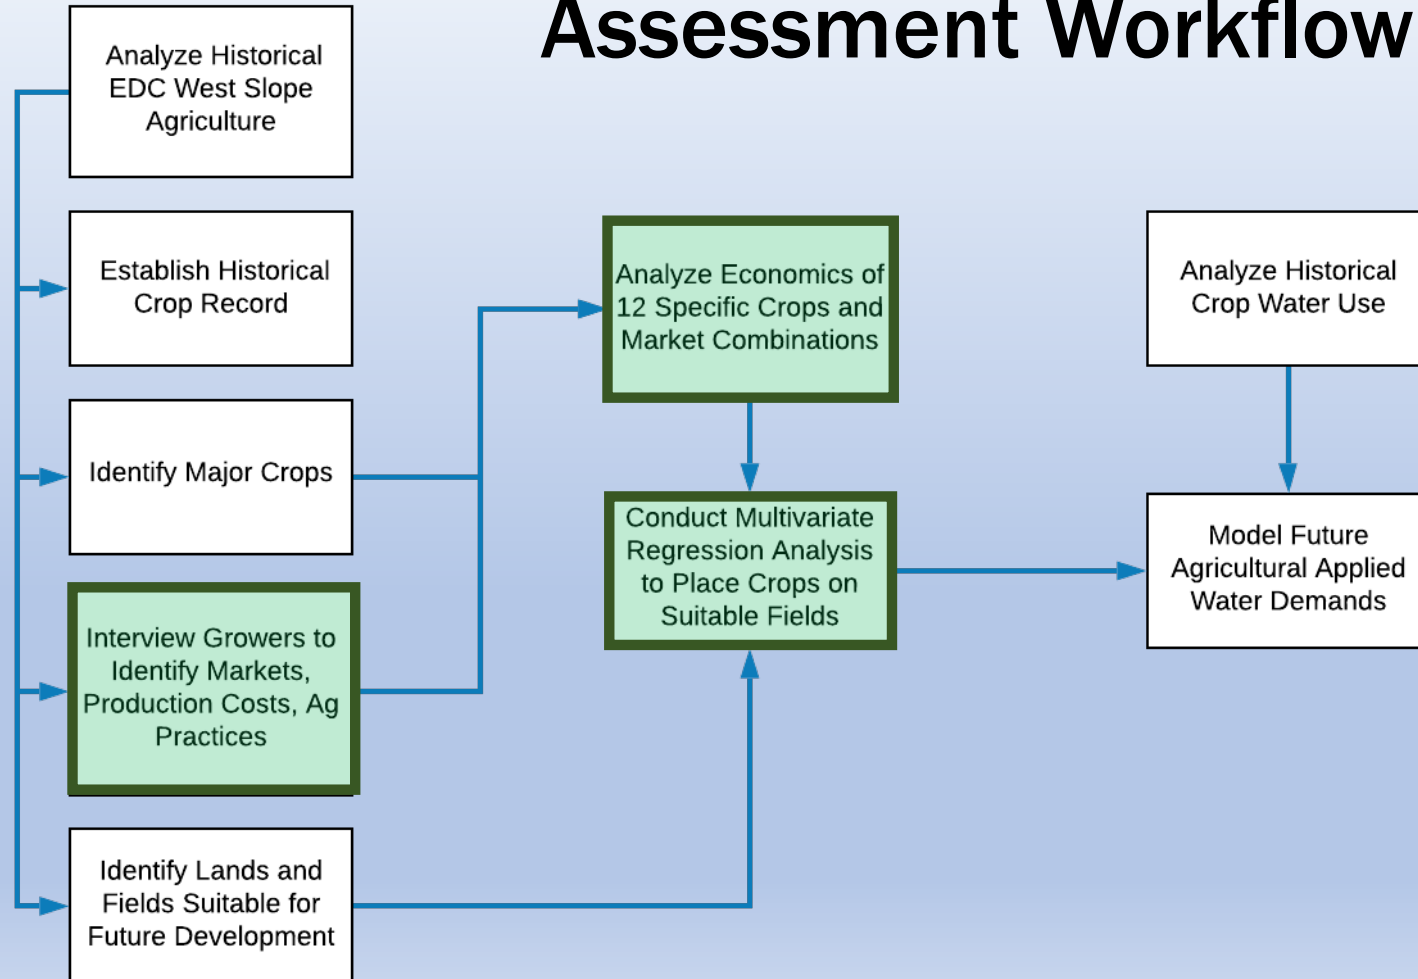 Assessment Workflow
Analyze Historical
EDC West Slope
Agriculture
Establish Historical
Crop Record
Identify Major Crops
Interview Growers to
Identify Markets,
Production Costs, Ag
Practices
Identify Lands and
Fields Suitable for
Future Development
Analyze Economics of
12 Specific Crops and
Market Combinations
Conduct Multivariate
Regression Analysis
to Place Crops on
Suitable Fields
Analyze Historical
Crop Water Use
Model Future
Agricultural Applied
Water Demands